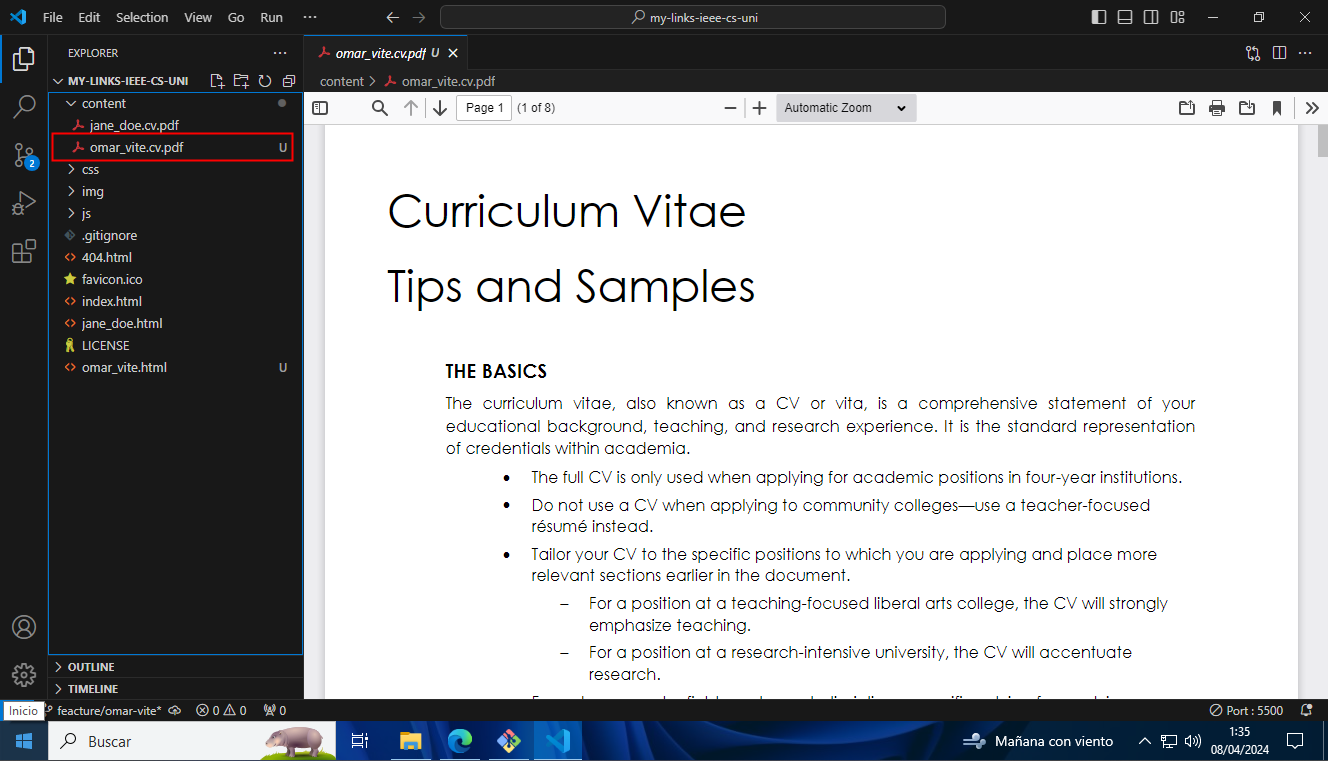 File Edit Selection View Go Run ··· my-links-ieee-cs-uni
EXPLORER ···
MY-LINKS-IEEE-CS-UNI
content
jane_doe.cv.pdf
omar_vite.cv.pdf U
css
img
js
.gitignore
404.html
favicon.ico
index.html
jane_doe.html
LICENSE
omar_vite.html U
OUTLINE
TIMELINE
omar_vite.cv.pdf U
content > omar_vite.cv.pdf
Page 1 (1 of 8) Automatic Zoom
Curriculum Vitae
Tips and Samples
THE BASICS
The curriculum vitae, also known as a CV or vita, is a comprehensive statement of your
educational background, teaching, and research experience. It is the standard representation
of credentials within academia.
• The full CV is only used when applying for academic positions in four-year institutions.
• Do not use a CV when applying to community colleges—use a teacher-focused
résumé instead.
• Tailor your CV to the specific positions to which you are applying and place more
relevant sections earlier in the document.
– For a position at a teaching-focused liberal arts college, the CV will strongly
emphasize teaching.
– For a position at a research-intensive university, the CV will accentuate
research.
2
Inicio
feacture/omar-vite* 0 0 0 Port : 5500
Buscar
Mañana con viento
1:35
08/04/2024